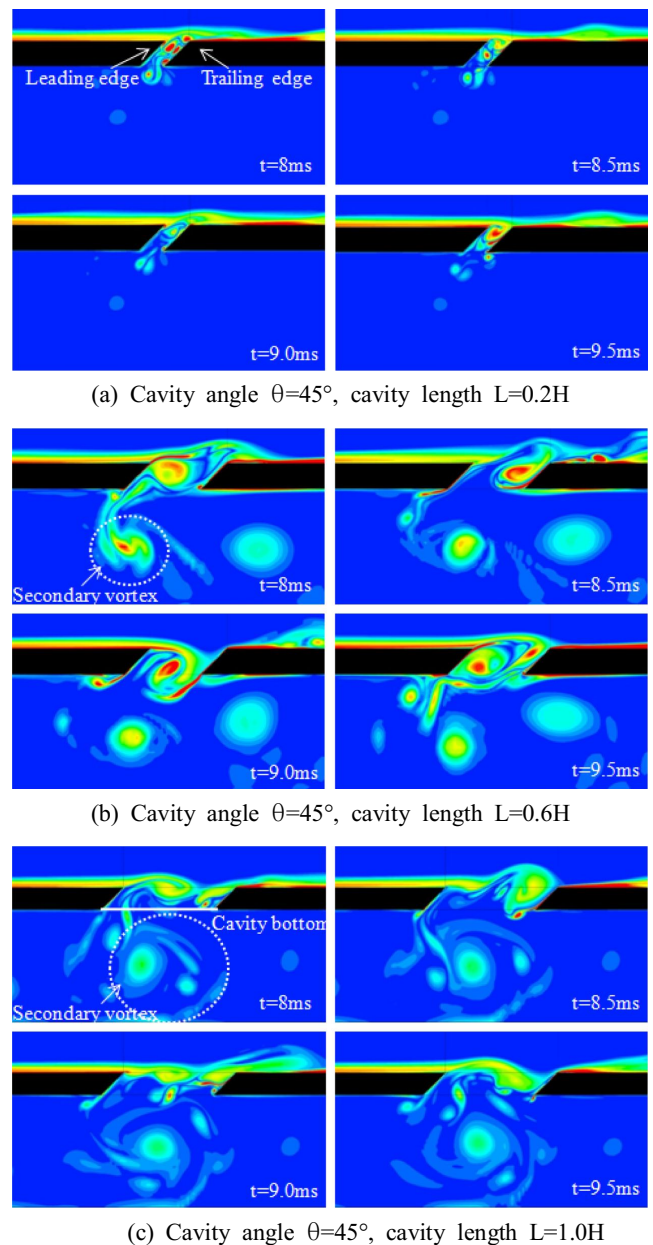 Leading edge
Trailing edge
t=8ms
t=8.5ms
t=9.0ms
t=9.5ms
(a) Cavity angle θ=45°, cavity length L=0.2H
Secondary vortex
t=8ms
t=8.5ms
t=9.0ms
t=9.5ms
(b) Cavity angle θ=45°, cavity length L=0.6H
Cavity bottom
Secondary vortex
t=8ms
t=8.5ms
t=9.0ms
t=9.5ms
(c) Cavity angle θ=45°, cavity length L=1.0H